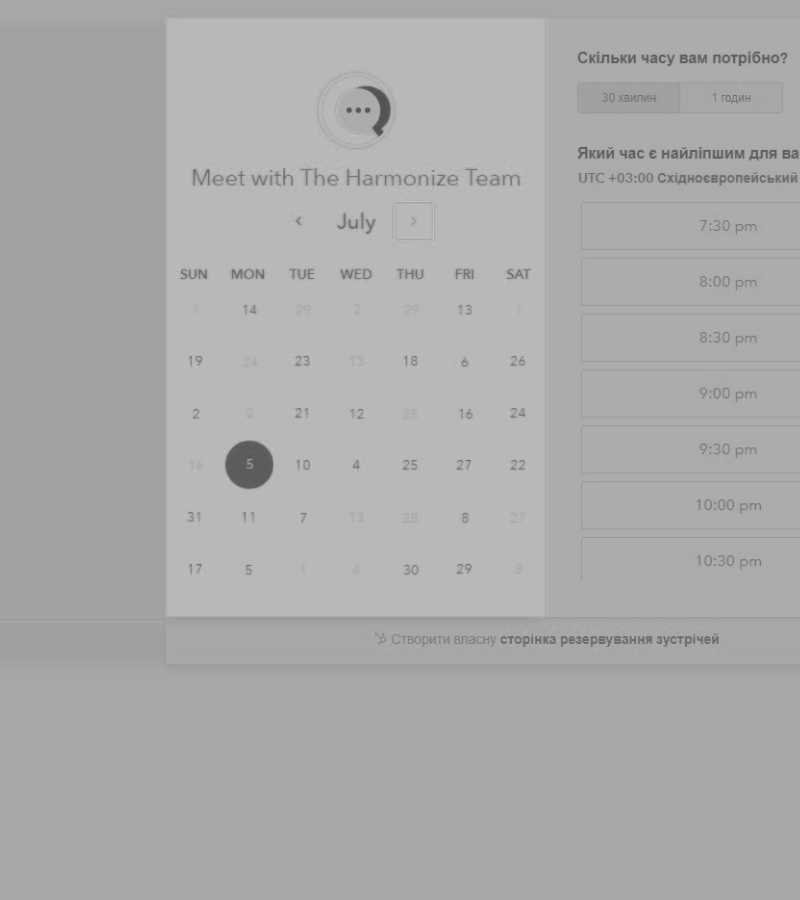 Meet with The Harmonize Team
July
SUN MON TUE WED THU FRI SAT
1 14 29 2 29 13 1
19 24 23 13 18 6 26
2 2 21 12 25 16 24
16 5 10 4 25 27 22
31 11 7 13 28 8 27
17 5 1 4 30 29 8
Скільки часу вам потрібно?
30 хвилин 1 годин
Який час є найліпшим для ва
UTC +03:00 Східноєвропейський
7:30 pm
8:00 pm
8:30 pm
9:00 pm
9:30 pm
10:00 pm
10:30 pm
Створити власну сторінка резервування зустрічей